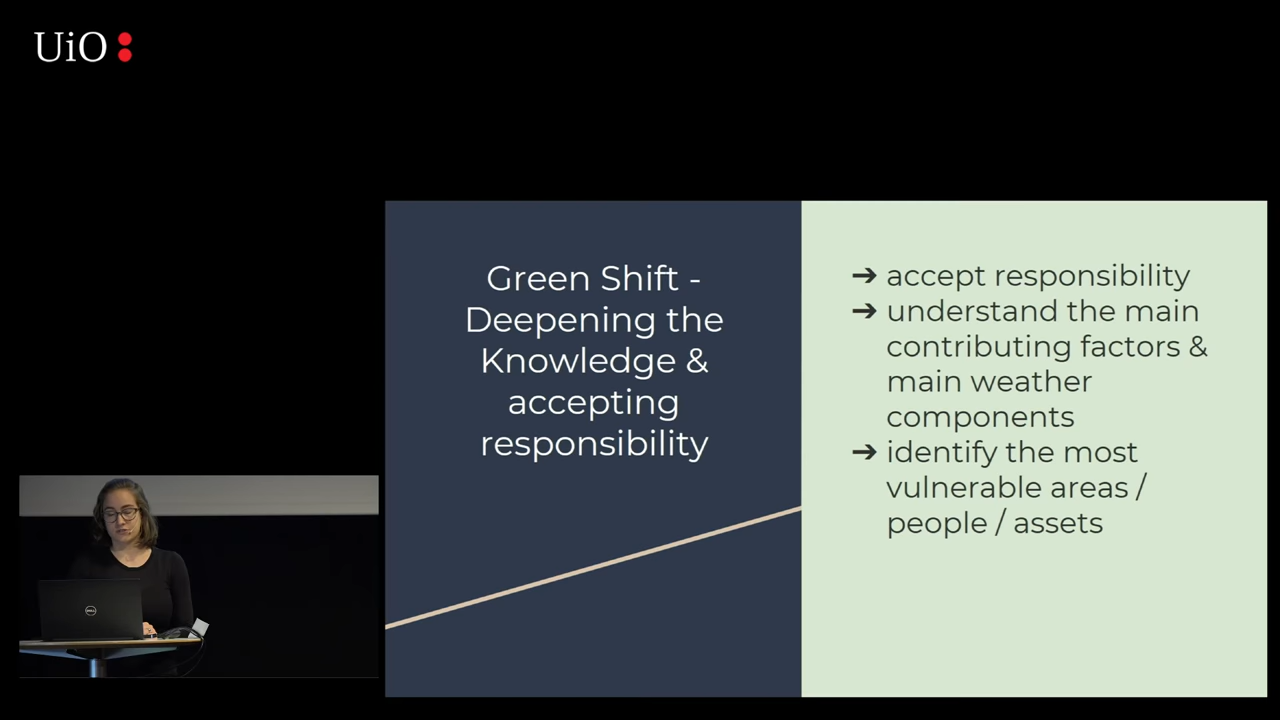 UiO
Green Shift -
Deepening the
Knowledge &
accepting
responsibility
➔ accept responsibility
➔ understand the main
contributing factors &
main weather
components
➔ identify the most
vulnerable areas /
people / assets
DELL